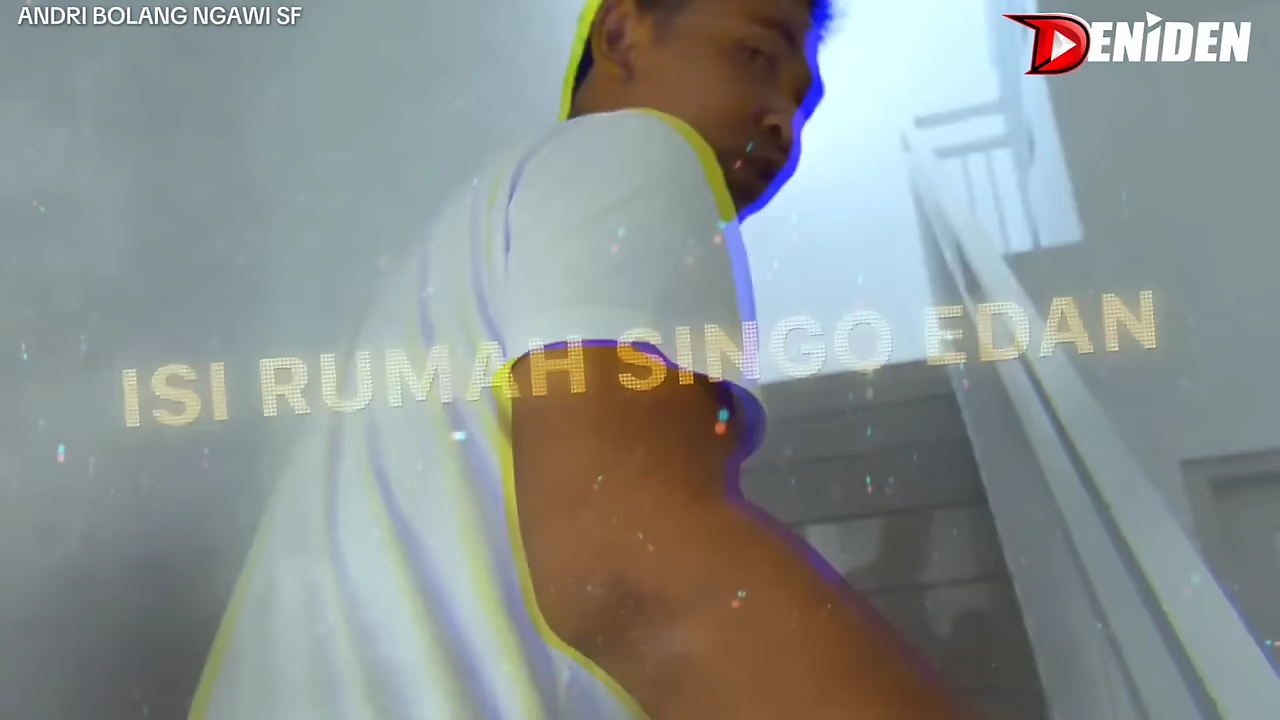 ANDRI BOLANG NGAWI SF
DENIDEN
ISI RUMAH SINGO EDAN